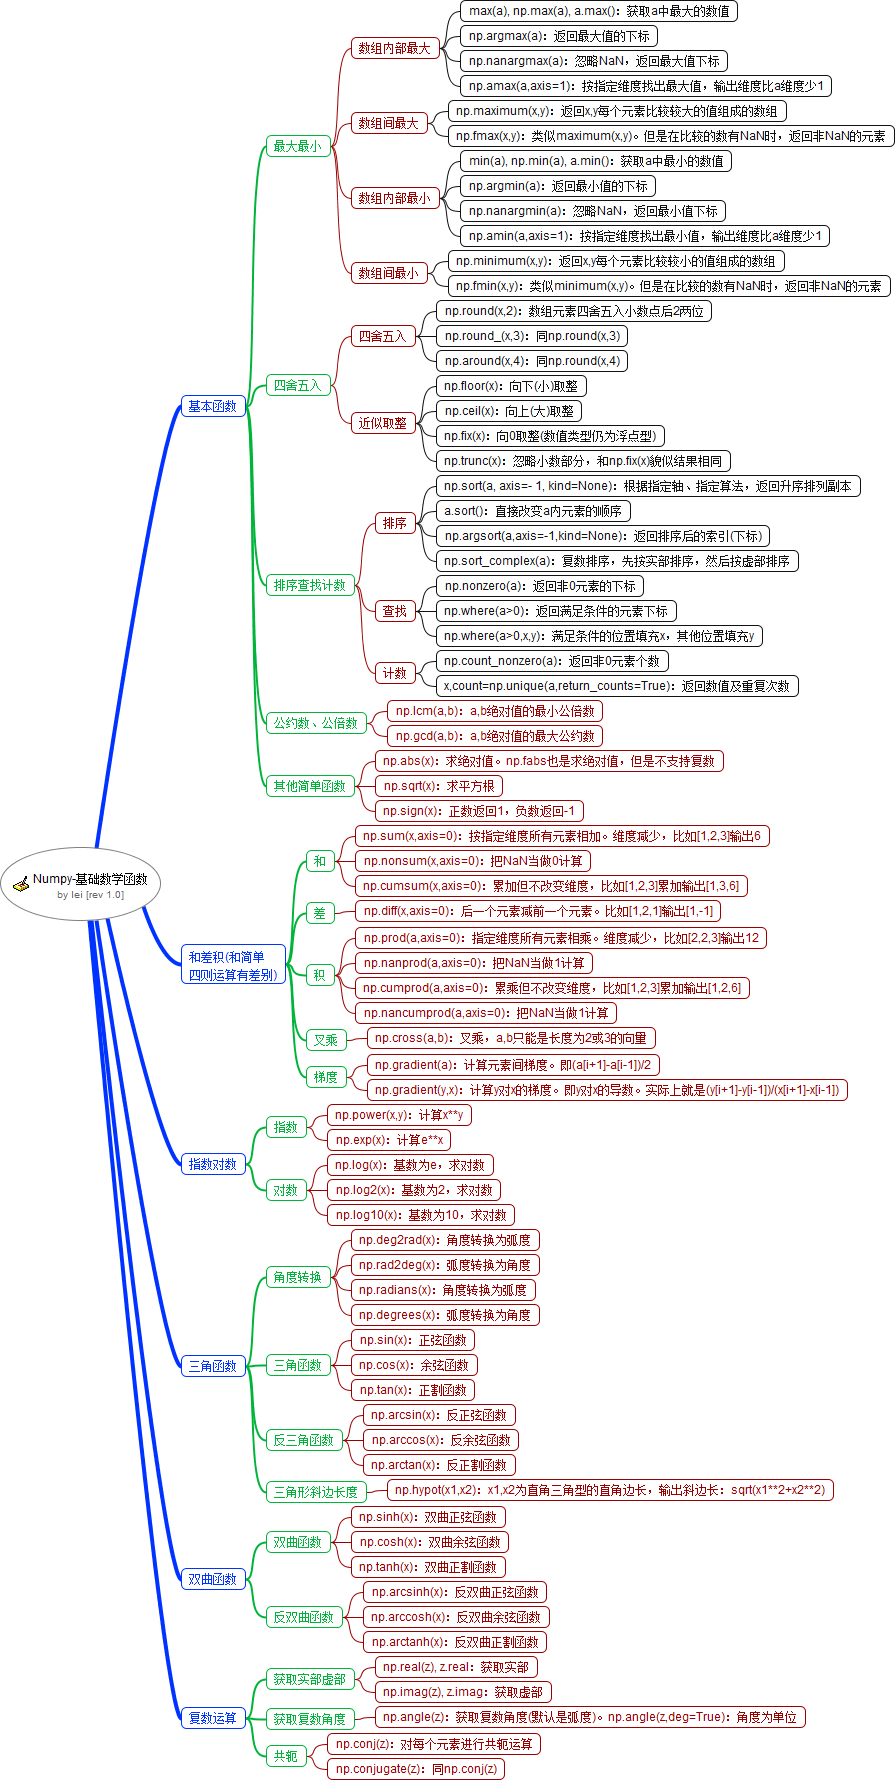 Numpy-基础数学函数
by lei [rev 1.0]
基本函数
最大最小
数组内部最大
max(a), np.max(a), a.max()：获取a中最大的数值
np.argmax(a)：返回最大值的下标
np.nanargmax(a)：忽略NaN，返回最大值下标
np.amax(a,axis=1)：按指定维度找出最大值，输出维度比a维度少1
数组间最大
np.maximum(x,y)：返回x,y每个元素比较较大的值组成的数组
np.fmax(x,y)：类似maximum(x,y)。但是在比较的数有NaN时，返回非NaN的元素
数组内部最小
min(a), np.min(a), a.min()：获取a中最小的数值
np.argmin(a)：返回最小值的下标
np.nanargmin(a)：忽略NaN，返回最小值下标
np.amin(a,axis=1)：按指定维度找出最小值，输出维度比a维度少1
数组间最小
np.minimum(x,y)：返回x,y每个元素比较较小的值组成的数组
np.fmin(x,y)：类似minimum(x,y)。但是在比较的数有NaN时，返回非NaN的元素
四舍五入
四舍五入
np.round(x,2)：数组元素四舍五入小数点后2两位
np.round_(x,3)：同np.round(x,3)
np.around(x,4)：同np.round(x,4)
近似取整
np.floor(x)：向下(小)取整
np.ceil(x)：向上(大)取整
np.fix(x)：向0取整(数值类型仍为浮点型)
np.trunc(x)：忽略小数部分，和np.fix(x)貌似结果相同
排序查找计数
排序
np.sort(a, axis=- 1, kind=None)：根据指定轴、指定算法，返回升序排列副本
a.sort()：直接改变a内元素的顺序
np.argsort(a,axis=-1,kind=None)：返回排序后的索引(下标)
np.sort_complex(a)：复数排序，先按实部排序，然后按虚部排序
查找
np.nonzero(a)：返回非0元素的下标
np.where(a>0)：返回满足条件的元素下标
np.where(a>0,x,y)：满足条件的位置填充x，其他位置填充y
计数
np.count_nonzero(a)：返回非0元素个数
x,count=np.unique(a,return_counts=True)：返回数值及重复次数
公约数、公倍数
np.lcm(a,b)：a,b绝对值的最小公倍数
np.gcd(a,b)：a,b绝对值的最大公约数
其他简单函数
np.abs(x)：求绝对值。np.fabs也是求绝对值，但是不支持复数
np.sqrt(x)：求平方根
np.sign(x)：正数返回1，负数返回-1
和差积(和简单
四则运算有差别)
和
np.sum(x,axis=0)：按指定维度所有元素相加。维度减少，比如[1,2,3]输出6
np.nonsum(x,axis=0)：把NaN当做0计算
np.cumsum(x,axis=0)：累加但不改变维度，比如[1,2,3]累加输出[1,3,6]
差
np.diff(x,axis=0)：后一个元素减前一个元素。比如[1,2,1]输出[1,-1]
积
np.prod(a,axis=0)：指定维度所有元素相乘。维度减少，比如[2,2,3]输出12
np.nanprod(a,axis=0)：把NaN当做1计算
np.cumprod(a,axis=0)：累乘但不改变维度，比如[1,2,3]累加输出[1,2,6]
np.nancumprod(a,axis=0)：把NaN当做1计算
叉乘
np.cross(a,b)：叉乘，a,b只能是长度为2或3的向量
梯度
np.gradient(a)：计算元素间梯度。即(a[i+1]-a[i-1])/2
np.gradient(y,x)：计算y对x的梯度。即y对x的导数。实际上就是(y[i+1]-y[i-1])/(x[i+1]-x[i-1])
指数对数
指数
np.power(x,y)：计算x**y
np.exp(x)：计算e**x
对数
np.log(x)：基数为e，求对数
np.log2(x)：基数为2，求对数
np.log10(x)：基数为10，求对数
三角函数
角度转换
np.deg2rad(x)：角度转换为弧度
np.rad2deg(x)：弧度转换为角度
np.radians(x)：角度转换为弧度
np.degrees(x)：弧度转换为角度
三角函数
np.sin(x)：正弦函数
np.cos(x)：余弦函数
np.tan(x)：正割函数
反三角函数
np.arcsin(x)：反正弦函数
np.arccos(x)：反余弦函数
np.arctan(x)：反正割函数
三角形斜边长度
np.hypot(x1,x2)：x1,x2为直角三角型的直角边长，输出斜边长：sqrt(x1**2+x2**2)
双曲函数
双曲函数
np.sinh(x)：双曲正弦函数
np.cosh(x)：双曲余弦函数
np.tanh(x)：双曲正割函数
反双曲函数
np.arcsinh(x)：反双曲正弦函数
np.arccosh(x)：反双曲余弦函数
np.arctanh(x)：反双曲正割函数
复数运算
获取实部虚部
np.real(z), z.real：获取实部
np.imag(z), z.imag：获取虚部
获取复数角度
np.angle(z)：获取复数角度(默认是弧度)。np.angle(z,deg=True)：角度为单位
共轭
np.conj(z)：对每个元素进行共轭运算
np.conjugate(z)：同np.conj(z)